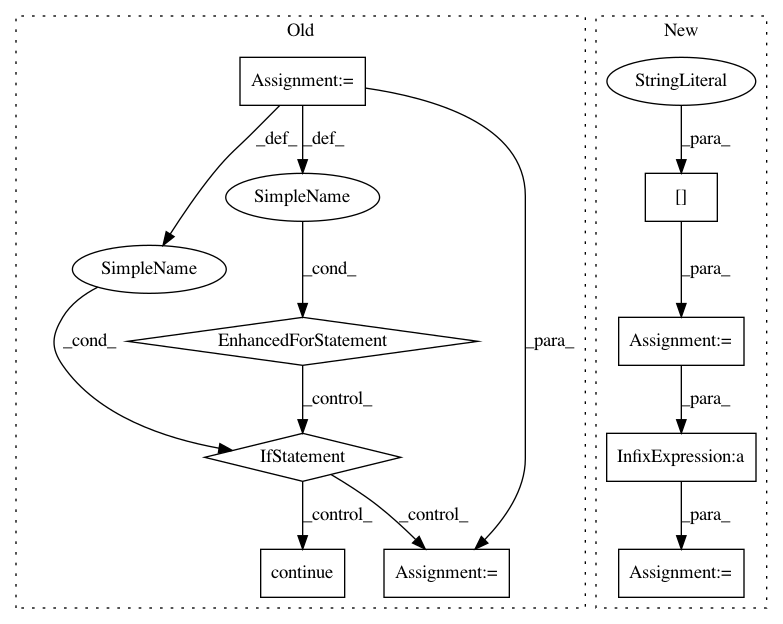 Old
New
Assignment:=
StringLiteral
_def_
_def_
_para_
SimpleName
[]
SimpleName
_cond_
_para_
_cond_
EnhancedForStatement
_para_
Assignment:=
_control_
_para_
IfStatement
InfixExpression:a
_control_
_control_
_para_
continue
Assignment:=
Assignment:=